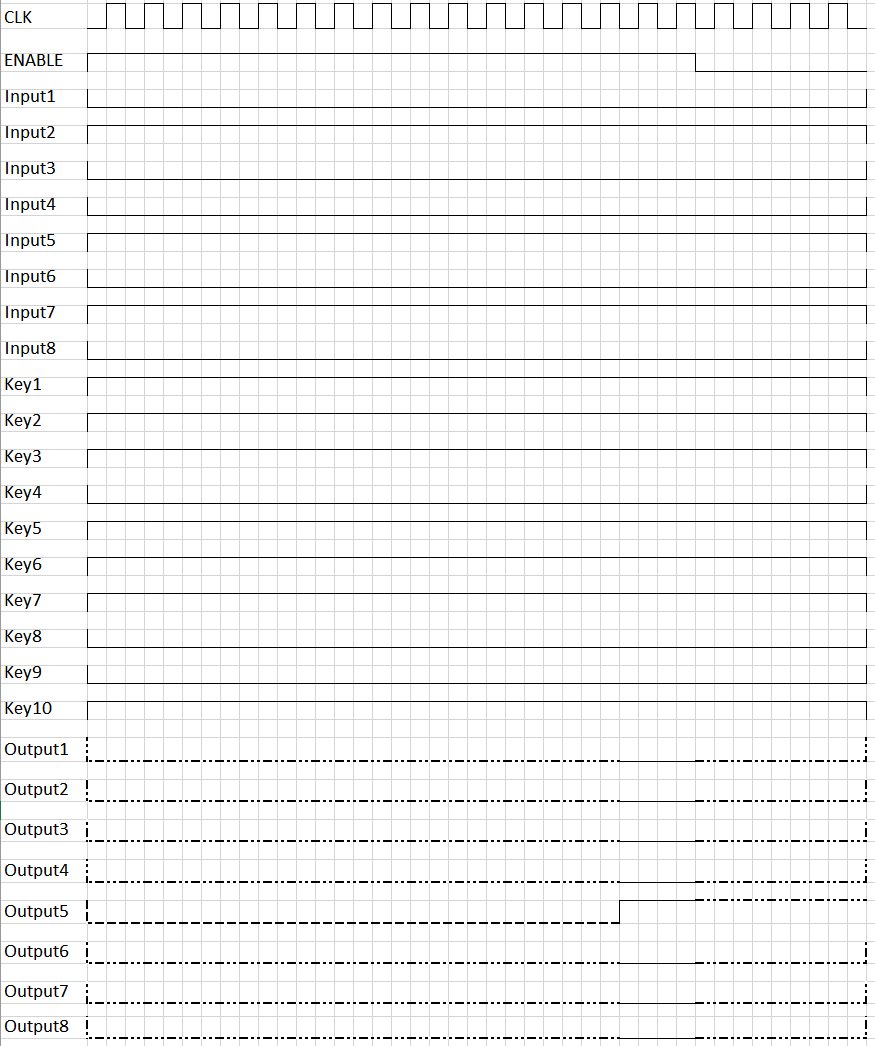 CLK
ENABLE
Input1
Input2
Input3
Input4
Input5
Input6
Input7
Input8
Key1
Key2
Key3
Key4
Key5
Key6
Key7
Key8
Key9
Key10
Output1
Output2
Output3
Output4
Output5
Output6
Output7
Output8